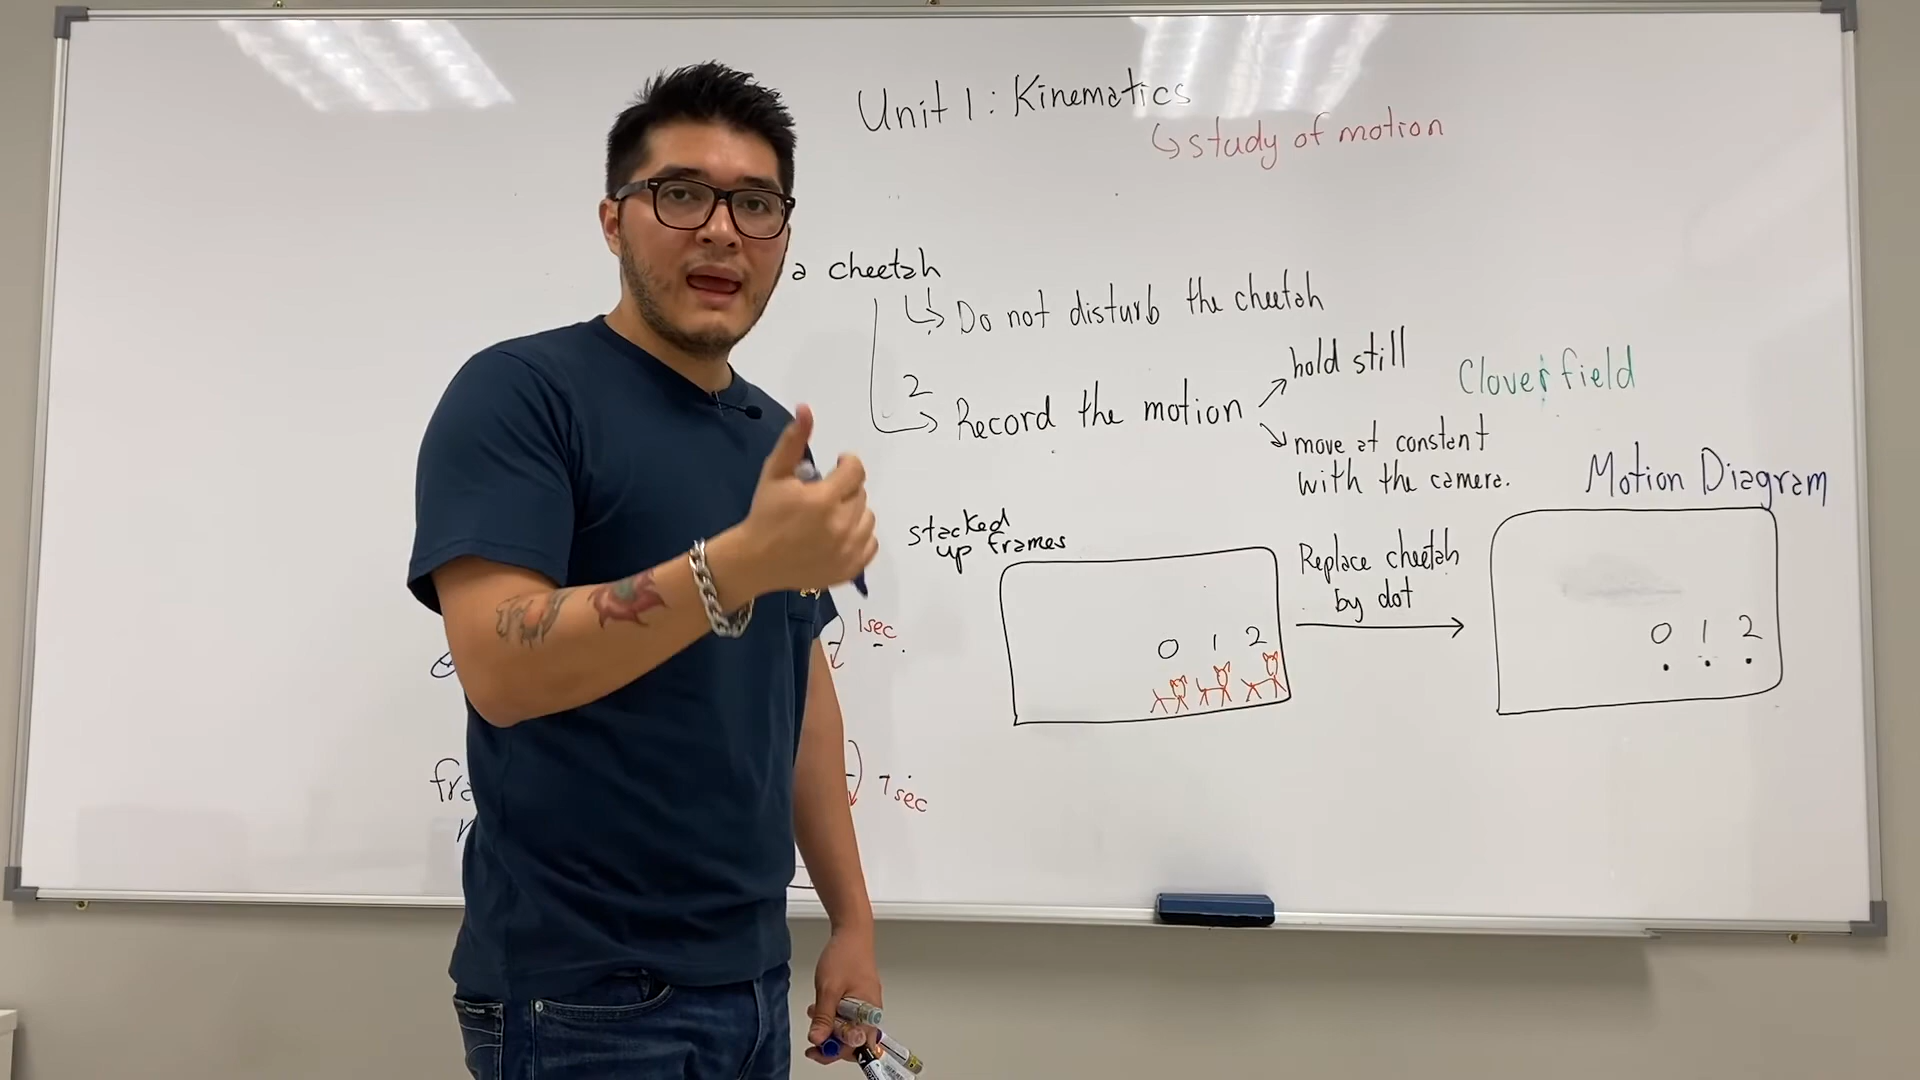 Unit 1: Kinematics
↳ study of motion
a cheetah
Do not disturb the cheetah
2
Record the motion
hold still
move at constant
with the camera.
Cloverfield
Motion Diagram
stacked
up frames
0 1 2
Replace cheetah
by dot
0 1 2
1sec
sec